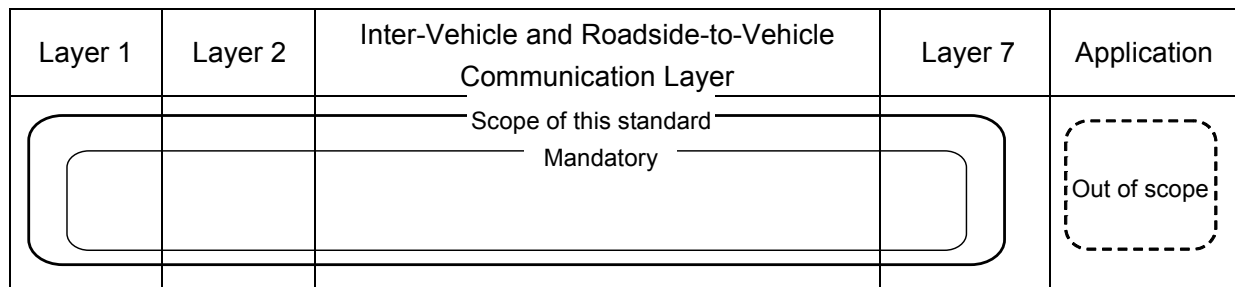 Layer 1
Layer 2
Inter-Vehicle and Roadside-to-Vehicle
Communication Layer
Layer 7
Application
Scope of this standard
Mandatory
Out of scope